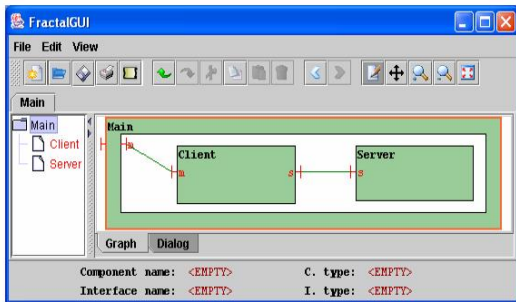 FractalGUI
File Edit View
Main
Main
Client
Server
Main
m
Client
m
s
Server
s
Graph Dialog
Component name: <EMPTY> C. type: <EMPTY>
Interface name: <EMPTY> I. type: <EMPTY>